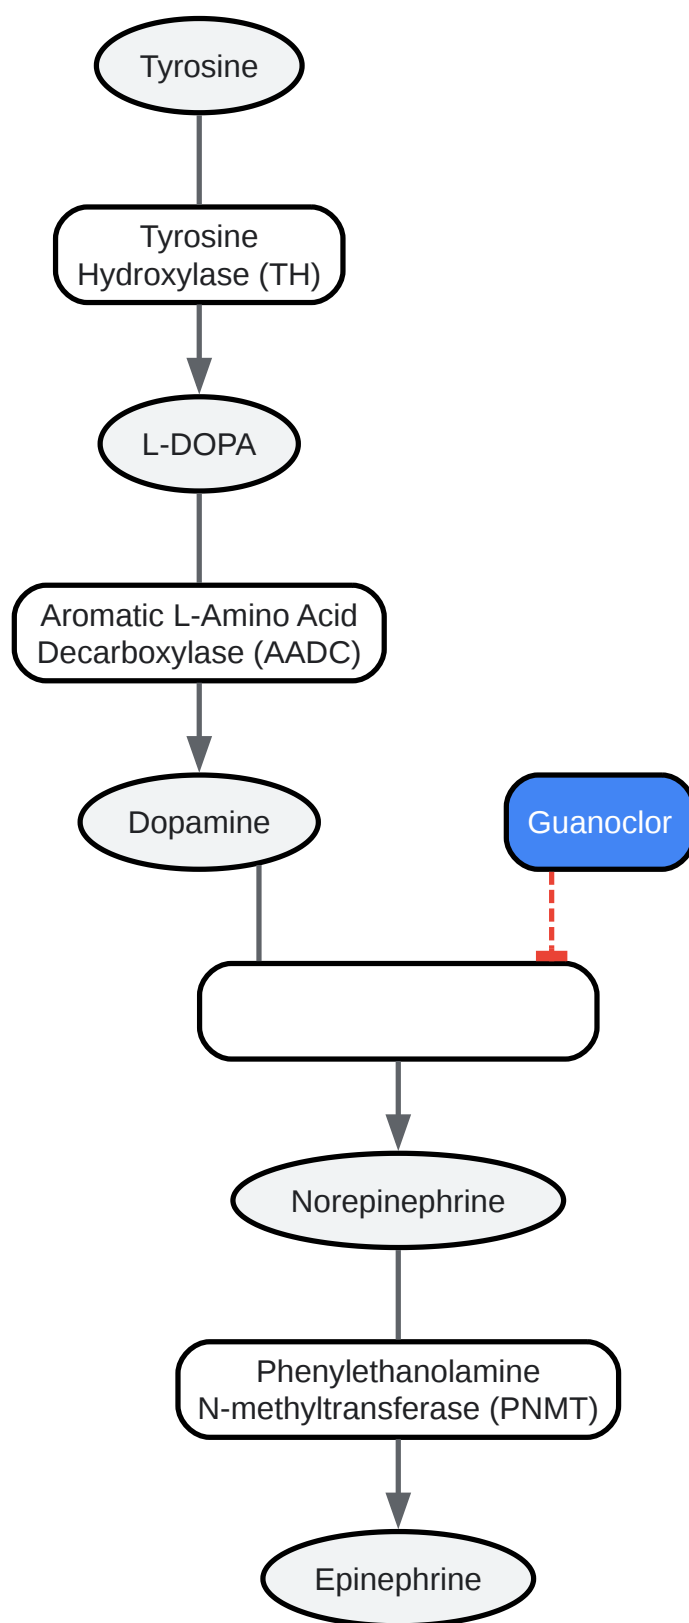 Tyrosine
Tyrosine
Hydroxylase (TH)
L-DOPA
Aromatic L-Amino Acid
Decarboxylase (AADC)
Dopamine
Guanoclor
Norepinephrine
Phenylethanolamine
N-methyltransferase (PNMT)
Epinephrine